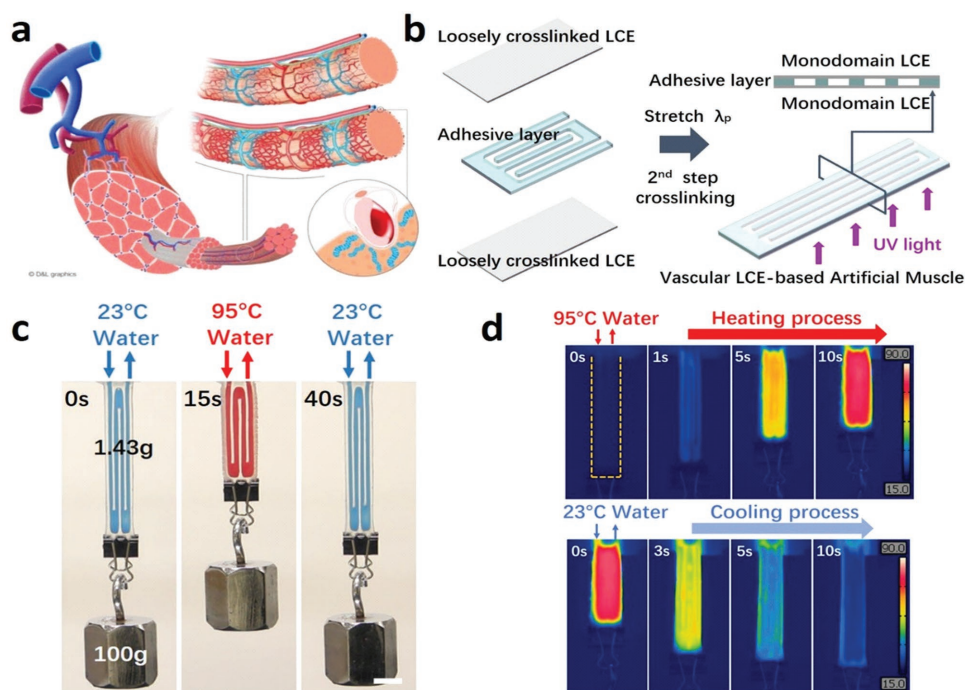 a
© D&L graphics
b
Loosely crosslinked LCE
Adhesive layer
Loosely crosslinked LCE
Stretch λp
2nd step
crosslinking
Monodomain LCE
Adhesive layer
Monodomain LCE
UV light
Vascular LCE-based Artificial Muscle
c
23°C
Water
95°C
Water
23°C
Water
0s
15s
40s
1.43g
100g
d
95°C Water
Heating process
0s
1s
5s
10s
90.0
15.0
23°C Water
Cooling process
0s
3s
5s
10s
90.0
15.0